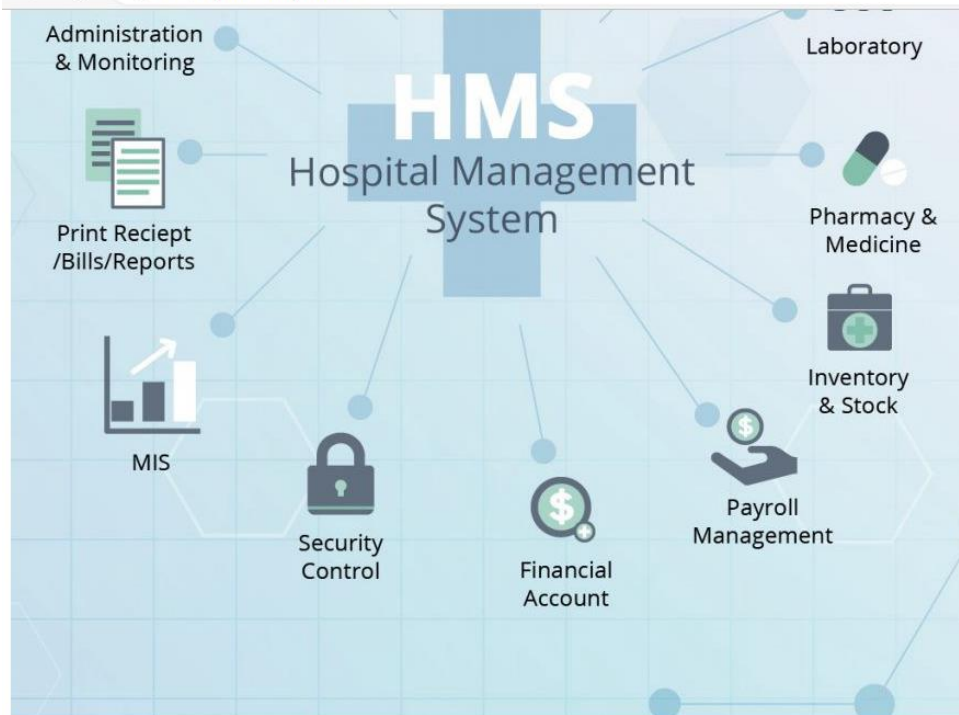 Administration
& Monitoring
Laboratory
HMS
Hospital Management
System
Print Reciept
/Bills/Reports
Pharmacy &
Medicine
Inventory
& Stock
MIS
Payroll
Management
Security
Control
Financial
Account